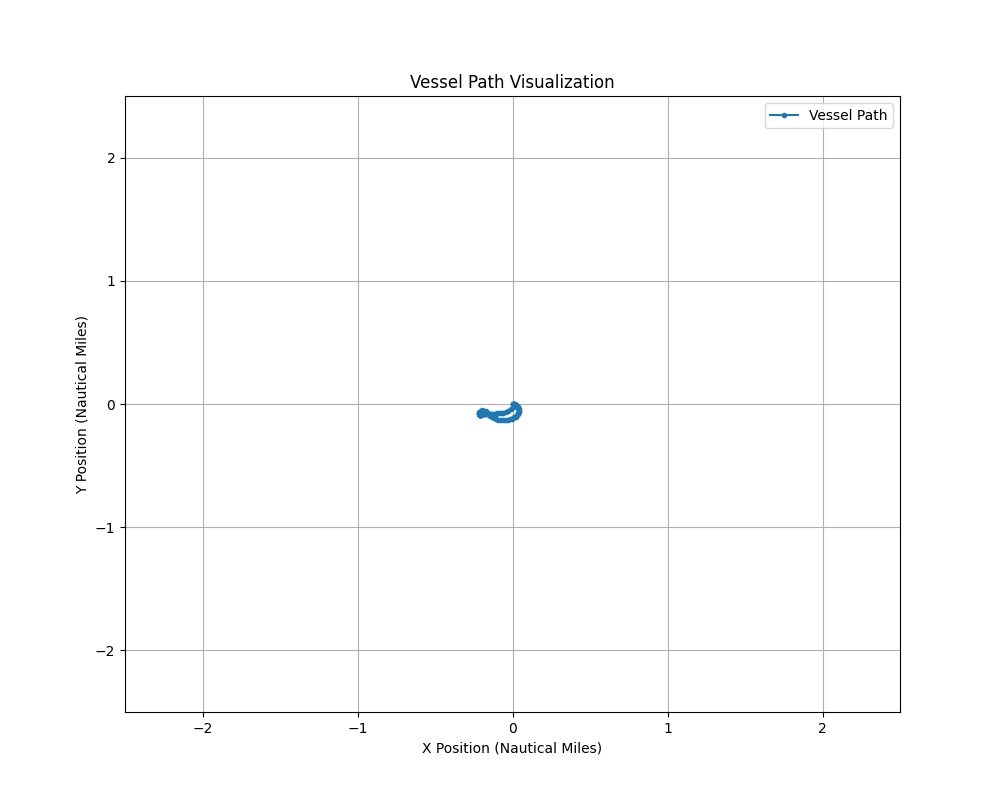 Vessel Path Visualization
Vessel Path
2
1
0
−1
−2
Y Position (Nautical Miles)
−2
−1
0
1
2
X Position (Nautical Miles)